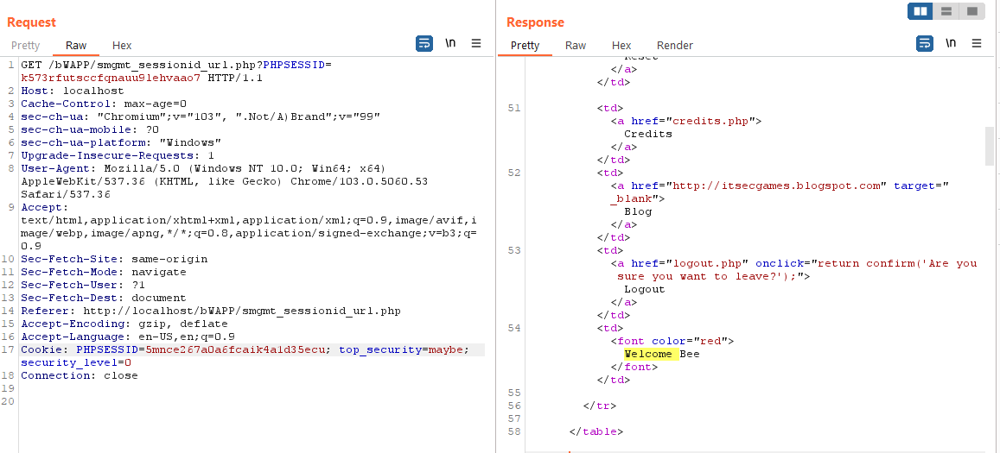 Request
Pretty Raw Hex \n
1 GET /bWAPP/smgmt_sessionid_url.php?PHPSESSID=
k573rfutsccfqnauu9lehvaao7 HTTP/1.1
2 Host: localhost
3 Cache-Control: max-age=0
4 sec-ch-ua: "Chromium";v="103", ".Not/A)Brand";v="99"
5 sec-ch-ua-mobile: ?0
6 sec-ch-ua-platform: "Windows"
7 Upgrade-Insecure-Requests: 1
8 User-Agent: Mozilla/5.0 (Windows NT 10.0; Win64; x64)
AppleWebKit/537.36 (KHTML, like Gecko) Chrome/103.0.5060.53
Safari/537.36
9 Accept:
text/html,application/xhtml+xml,application/xml;q=0.9,image/avif,i
mage/webp,image/apng,*/*;q=0.8,application/signed-exchange;v=b3;q=
0.9
10 Sec-Fetch-Site: same-origin
11 Sec-Fetch-Mode: navigate
12 Sec-Fetch-User: ?1
13 Sec-Fetch-Dest: document
14 Referer: http://localhost/bWAPP/smgmt_sessionid_url.php
15 Accept-Encoding: gzip, deflate
16 Accept-Language: en-US,en;q=0.9
17 Cookie: PHPSESSID=5mnce267a0a6fcaik4a1d35ecu; top_security=maybe;
security_level=0
18 Connection: close
19
20
Response
Pretty Raw Hex Render \n
Reset
</a>
</td>
51 <td>
<a href="credits.php">
Credits
</a>
</td>
52 <td>
<a href="http://itsecgames.blogspot.com" target="
_blank">
Blog
</a>
</td>
53 <td>
<a href="logout.php" onclick="return confirm('Are you
sure you want to leave?');">
Logout
</a>
</td>
54 <td>
<font color="red">
Welcome Bee
</font>
</td>
55
56 </tr>
57
58 </table>